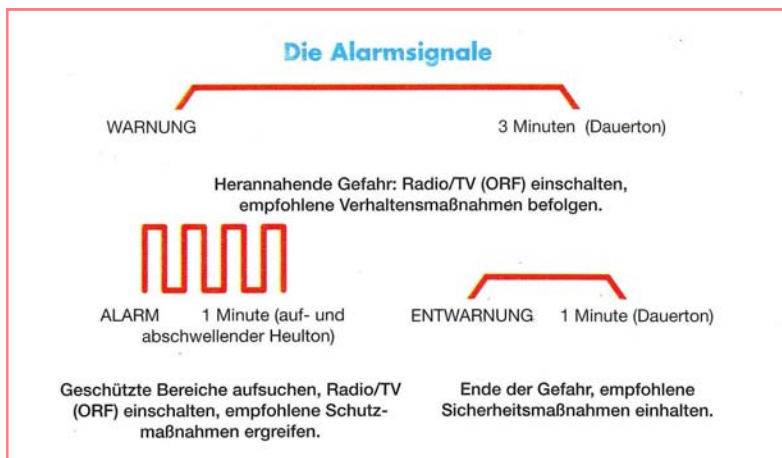 Die Alarmsignale
WARNUNG
3 Minuten (Dauerton)
Herannahende Gefahr: Radio/TV (ORF) einschalten,
empfohlene Verhaltensmaßnahmen befolgen.
ALARM 1 Minute (auf- und
abschwellender Heulton)
Geschützte Bereiche aufsuchen, Radio/TV
(ORF) einschalten, empfohlene Schutz-
maßnahmen ergreifen.
ENTWARNUNG 1 Minute (Dauerton)
Ende der Gefahr, empfohlene
Sicherheitsmaßnahmen einhalten.